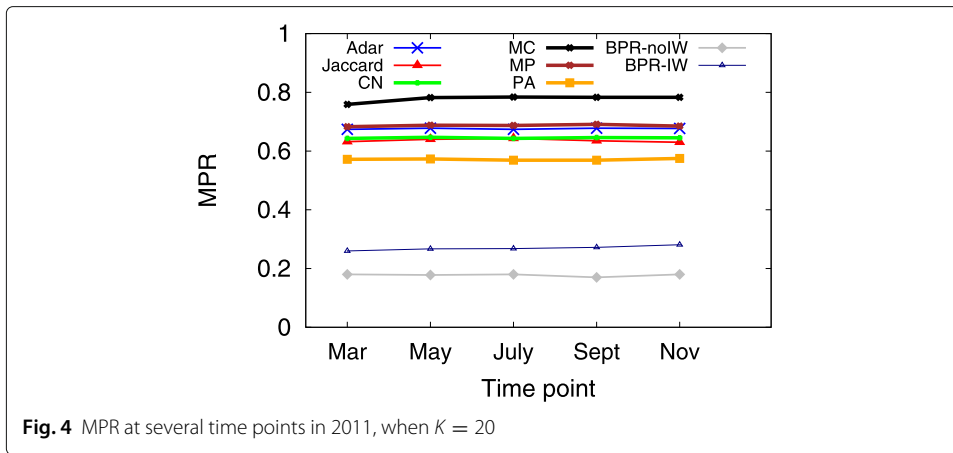 1
Adar MC BPR-noIW
Jaccard MP BPR-IW
CN PA
0.8
0.6
MPR
0.4
0.2
0
Mar May July Sept Nov
Time point
Fig. 4 MPR at several time points in 2011, when K = 20